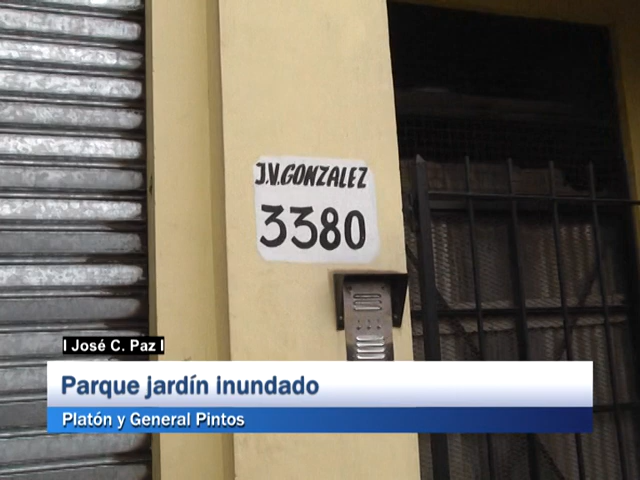 J.V. GONZALEZ
3380
| José C. Paz |
Parque jardín inundado
Platón y General Pintos